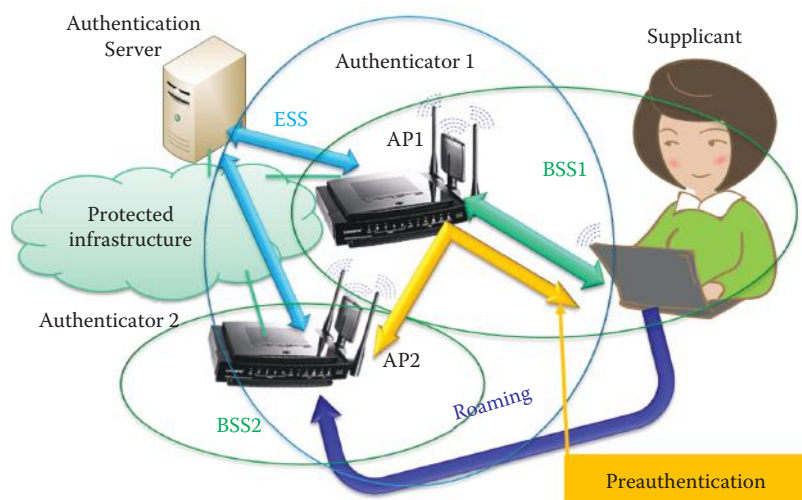 Authentication
Server
Supplicant
Authenticator 1
ESS
AP1
BSS1
Protected
infrastructure
Authenticator 2
AP2
BSS2
Roaming
Preauthentication